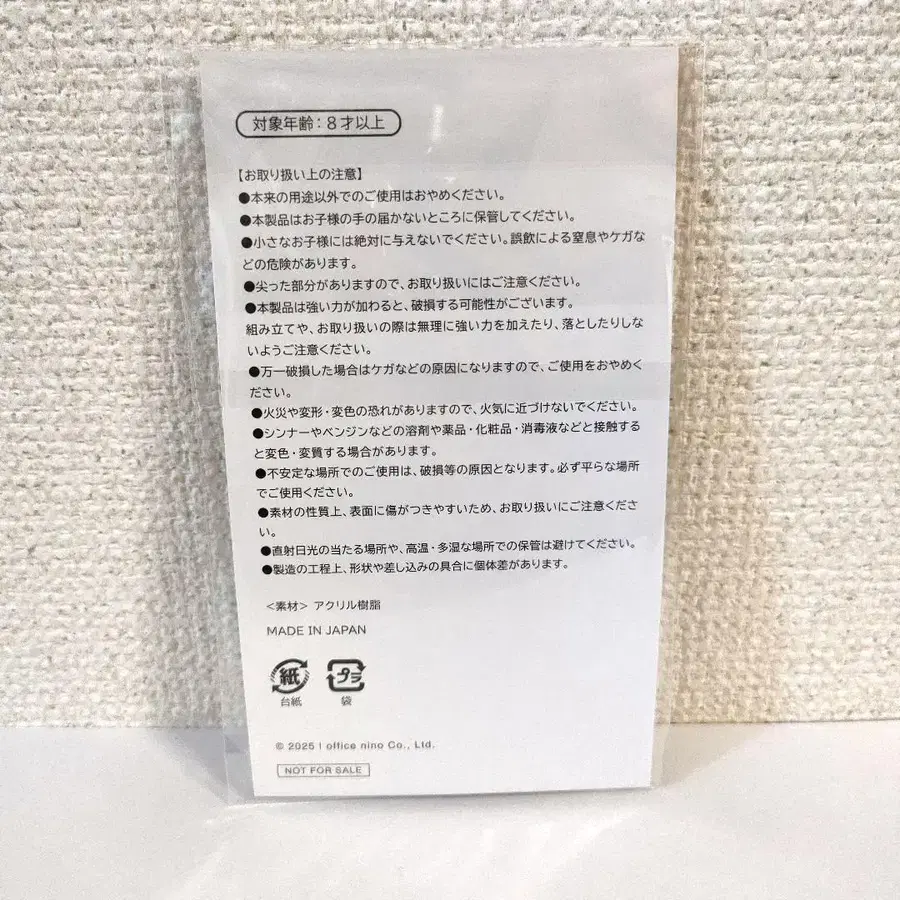 対象年齢:8才以上
【お取り扱い上の注意】
●本来の用途以外でのご使用はおやめください。
●本製品はお子様の手の届かないところに保管してください。
●小さなお子様には絶対に与えないでください。誤飲による窒息やケガな
どの危険があります。
●尖った部分がありますので、お取り扱いにはご注意ください。
●本製品は強い力が加わると、破損する可能性がございます。
組み立てや、お取り扱いの際は無理に強い力を加えたり、落としたりしな
いようご注意ください。
●万一破損した場合はケガなどの原因になりますので、ご使用をおやめく
ださい。
●火災や変形・変色の恐れがありますので、火気に近づけないでください。
●シンナーやベンジンなどの溶剤や薬品・化粧品・消毒液などと接触する
と変色・変質する場合があります。
●不安定な場所でのご使用は、破損等の原因となります。必ず平らな場所
でご使用ください。
●素材の性質上、表面に傷がつきやすいため、お取り扱いにご注意くださ
い。
●直射日光の当たる場所や、高温・多湿な場所での保管は避けてください。
●製造の工程上、形状や差し込みの具合に個体差があります。
<素材> アクリル樹脂
MADE IN JAPAN
紙 プラ
台紙 袋
© 2025 I office nino Co., Ltd.
NOT FOR SALE